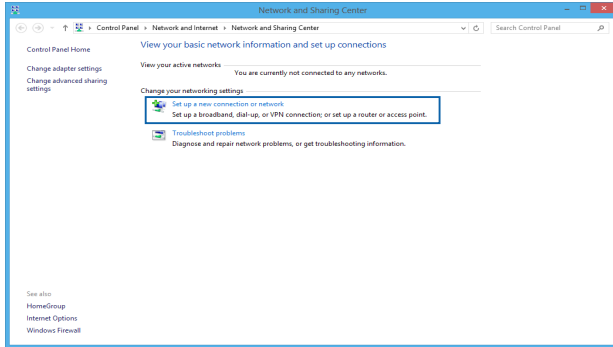 Network and Sharing Center
Control Panel Network and Internet Network and Sharing Center
Search Control Panel
Control Panel Home
Change adapter settings
Change advanced sharing
settings
View your basic network information and set up connections
View your active networks
You are currently not connected to any networks.
Change your networking settings
Set up a new connection or network
Set up a broadband, dial-up, or VPN connection; or set up a router or access point.
Troubleshoot problems
Diagnose and repair network problems, or get troubleshooting information.
See also
HomeGroup
Internet Options
Windows Firewall